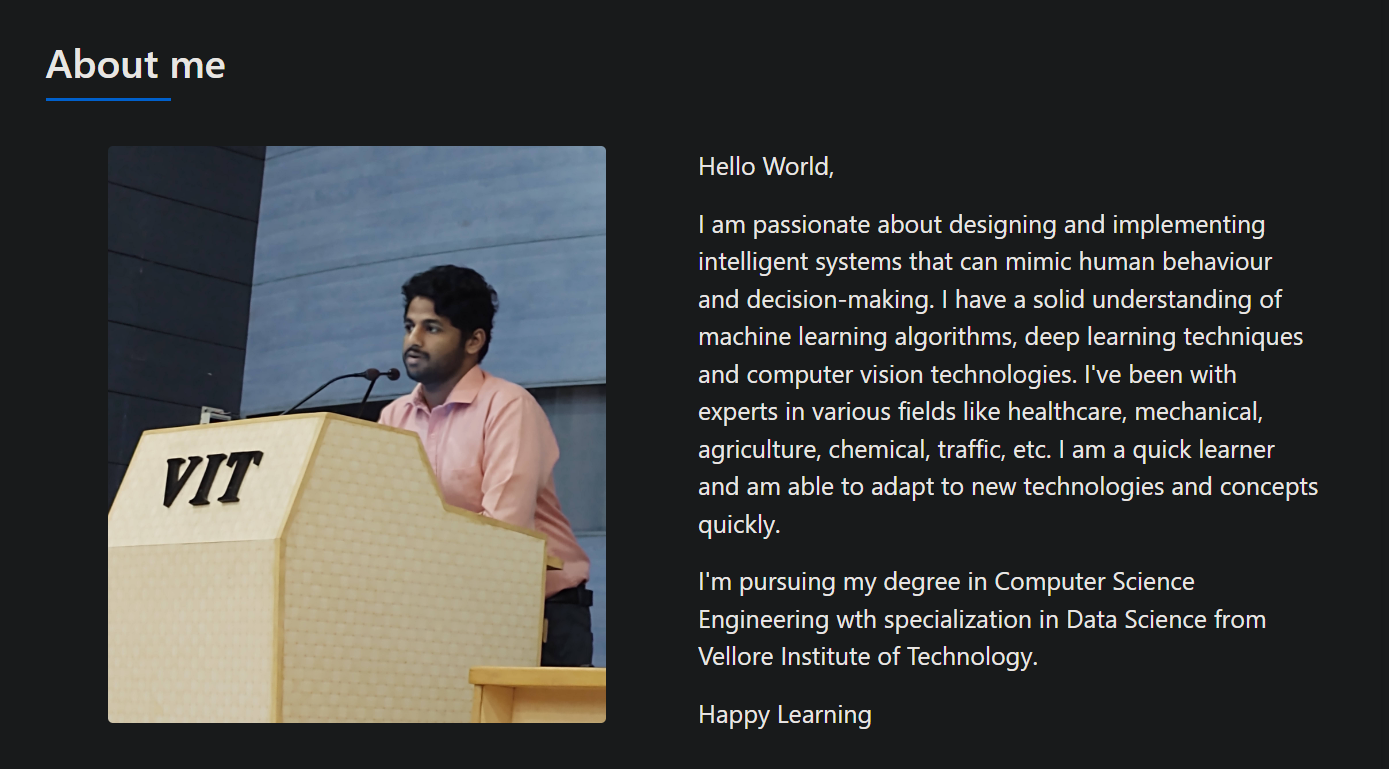 About me
VIT
Hello World,
I am passionate about designing and implementing
intelligent systems that can mimic human behaviour
and decision-making. I have a solid understanding of
machine learning algorithms, deep learning techniques
and computer vision technologies. I've been with
experts in various fields like healthcare, mechanical,
agriculture, chemical, traffic, etc. I am a quick learner
and am able to adapt to new technologies and concepts
quickly.
I'm pursuing my degree in Computer Science
Engineering wth specialization in Data Science from
Vellore Institute of Technology.
Happy Learning